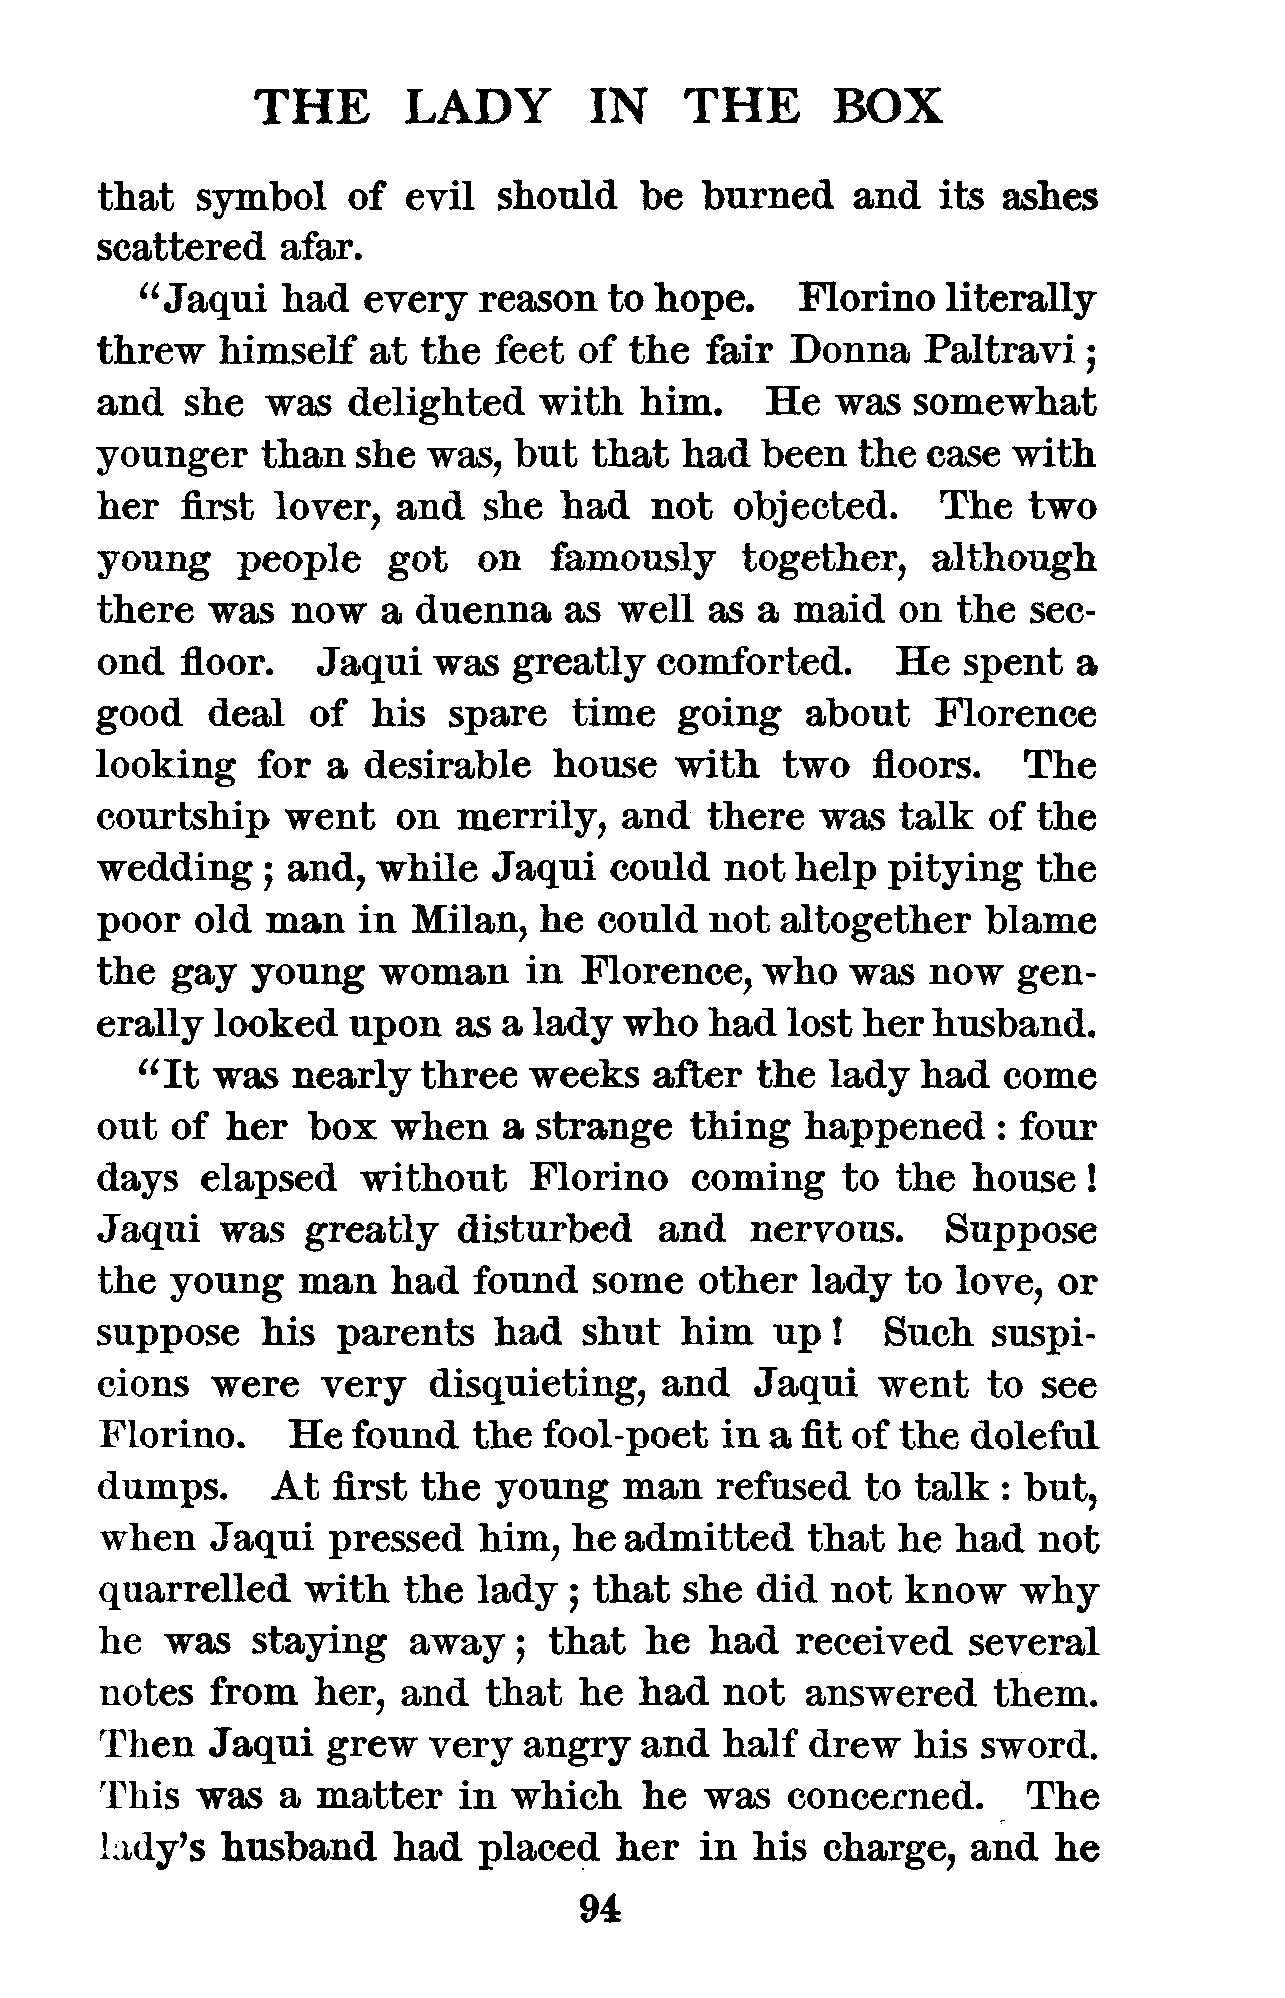 THE LADY IN THE BOX
that symbol of evil should be burned and its ashes
scattered afar.
“Jaqui had every reason to hope. Florino literally
threw himself at the feet of the fair Donna Paltravi ;
and she was delighted with him. He was somewhat
younger than she was, but that had been the case with
her first lover, and she had not objected. The two
young people got on famously together, although
there was now a duenna as well as a maid on the sec-
ond floor. Jaqui was greatly comforted. He spent a
good deal of his spare time going about Florence
looking for a desirable house with two floors. The
courtship went on merrily, and there was talk of the
wedding ; and, while Jaqui could not help pitying the
poor old man in Milan, he could not altogether blame
the gay young woman in Florence, who was now gen-
erally looked upon as a lady who had lost her husband.
“It was nearly three weeks after the lady had come
out of her box when a strange thing happened : four
days elapsed without Florino coming to the house !
Jaqui was greatly disturbed and nervous. Suppose
the young man had found some other lady to love, or
suppose his parents had shut him up ! Such suspi-
cions were very disquieting, and Jaqui went to see
Florino. He found the fool-poet in a fit of the doleful
dumps. At first the young man refused to talk : but,
when Jaqui pressed him, he admitted that he had not
quarrelled with the lady ; that she did not know why
he was staying away ; that he had received several
notes from her, and that he had not answered them.
Then Jaqui grew very angry and half drew his sword.
This was a matter in which he was concerned. The
lady’s husband had placed her in his charge, and he
94